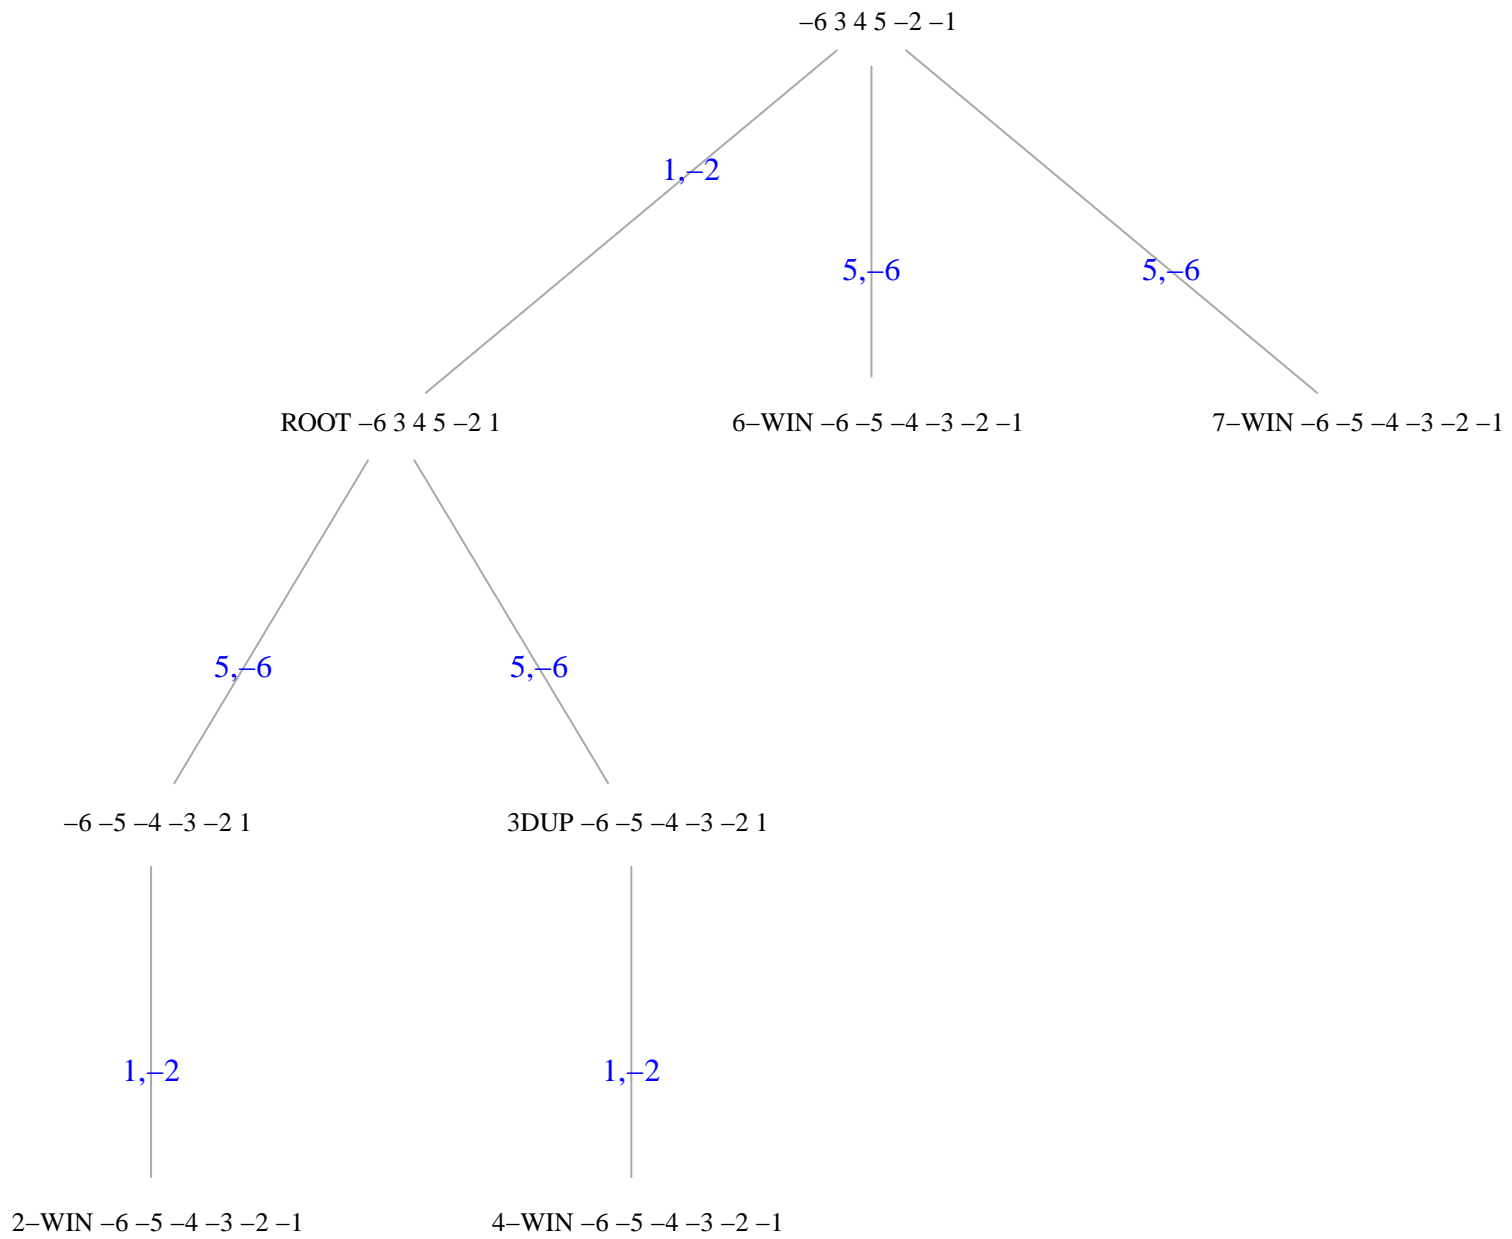 –6 3 4 5 –2 –1
1,–2
5,–6
5,–6
ROOT –6 3 4 5 –2 1
6–WIN –6 –5 –4 –3 –2 –1
7–WIN –6 –5 –4 –3 –2 –1
5,–6
5,–6
–6 –5 –4 –3 –2 1
3DUP –6 –5 –4 –3 –2 1
1,–2
1,–2
2–WIN –6 –5 –4 –3 –2 –1
4–WIN –6 –5 –4 –3 –2 –1